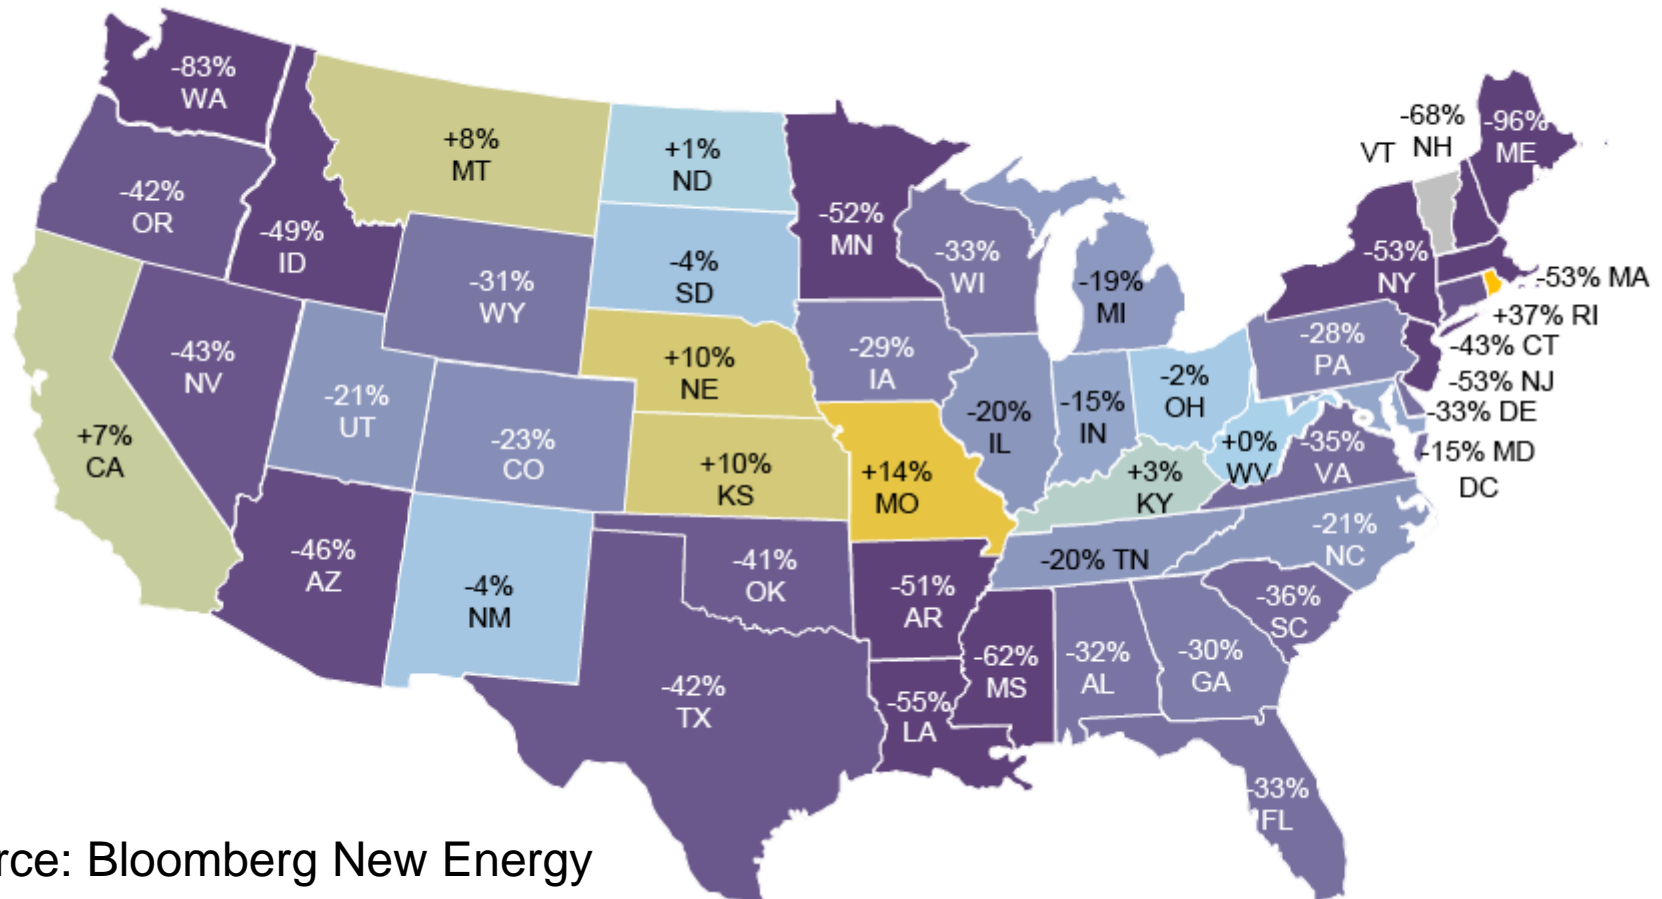 -83%
WA
-42%
OR
-49%
ID
+8%
MT
+1%
ND
-4%
SD
-31%
WY
-52%
MN
-33%
WI
-19%
MI
-68%
VT NH
-96%
ME
-53%
NY
-53% MA
+37% RI
-43% CT
-53% NJ
-33% DE
-15% MD
DC
-28%
PA
+7%
CA
-43%
NV
-21%
UT
-23%
CO
+10%
NE
+10%
KS
-29%
IA
+14%
MO
-20%
IL
-15%
IN
-2%
OH
+0%
WV
+3%
KY
-35%
VA
-21%
NC
-20% TN
-46%
AZ
-4%
NM
-41%
OK
-51%
AR
-62%
MS
-32%
AL
-30%
GA
-36%
SC
-42%
TX
-55%
LA
-33%
FL
rce: Bloomberg New Energy